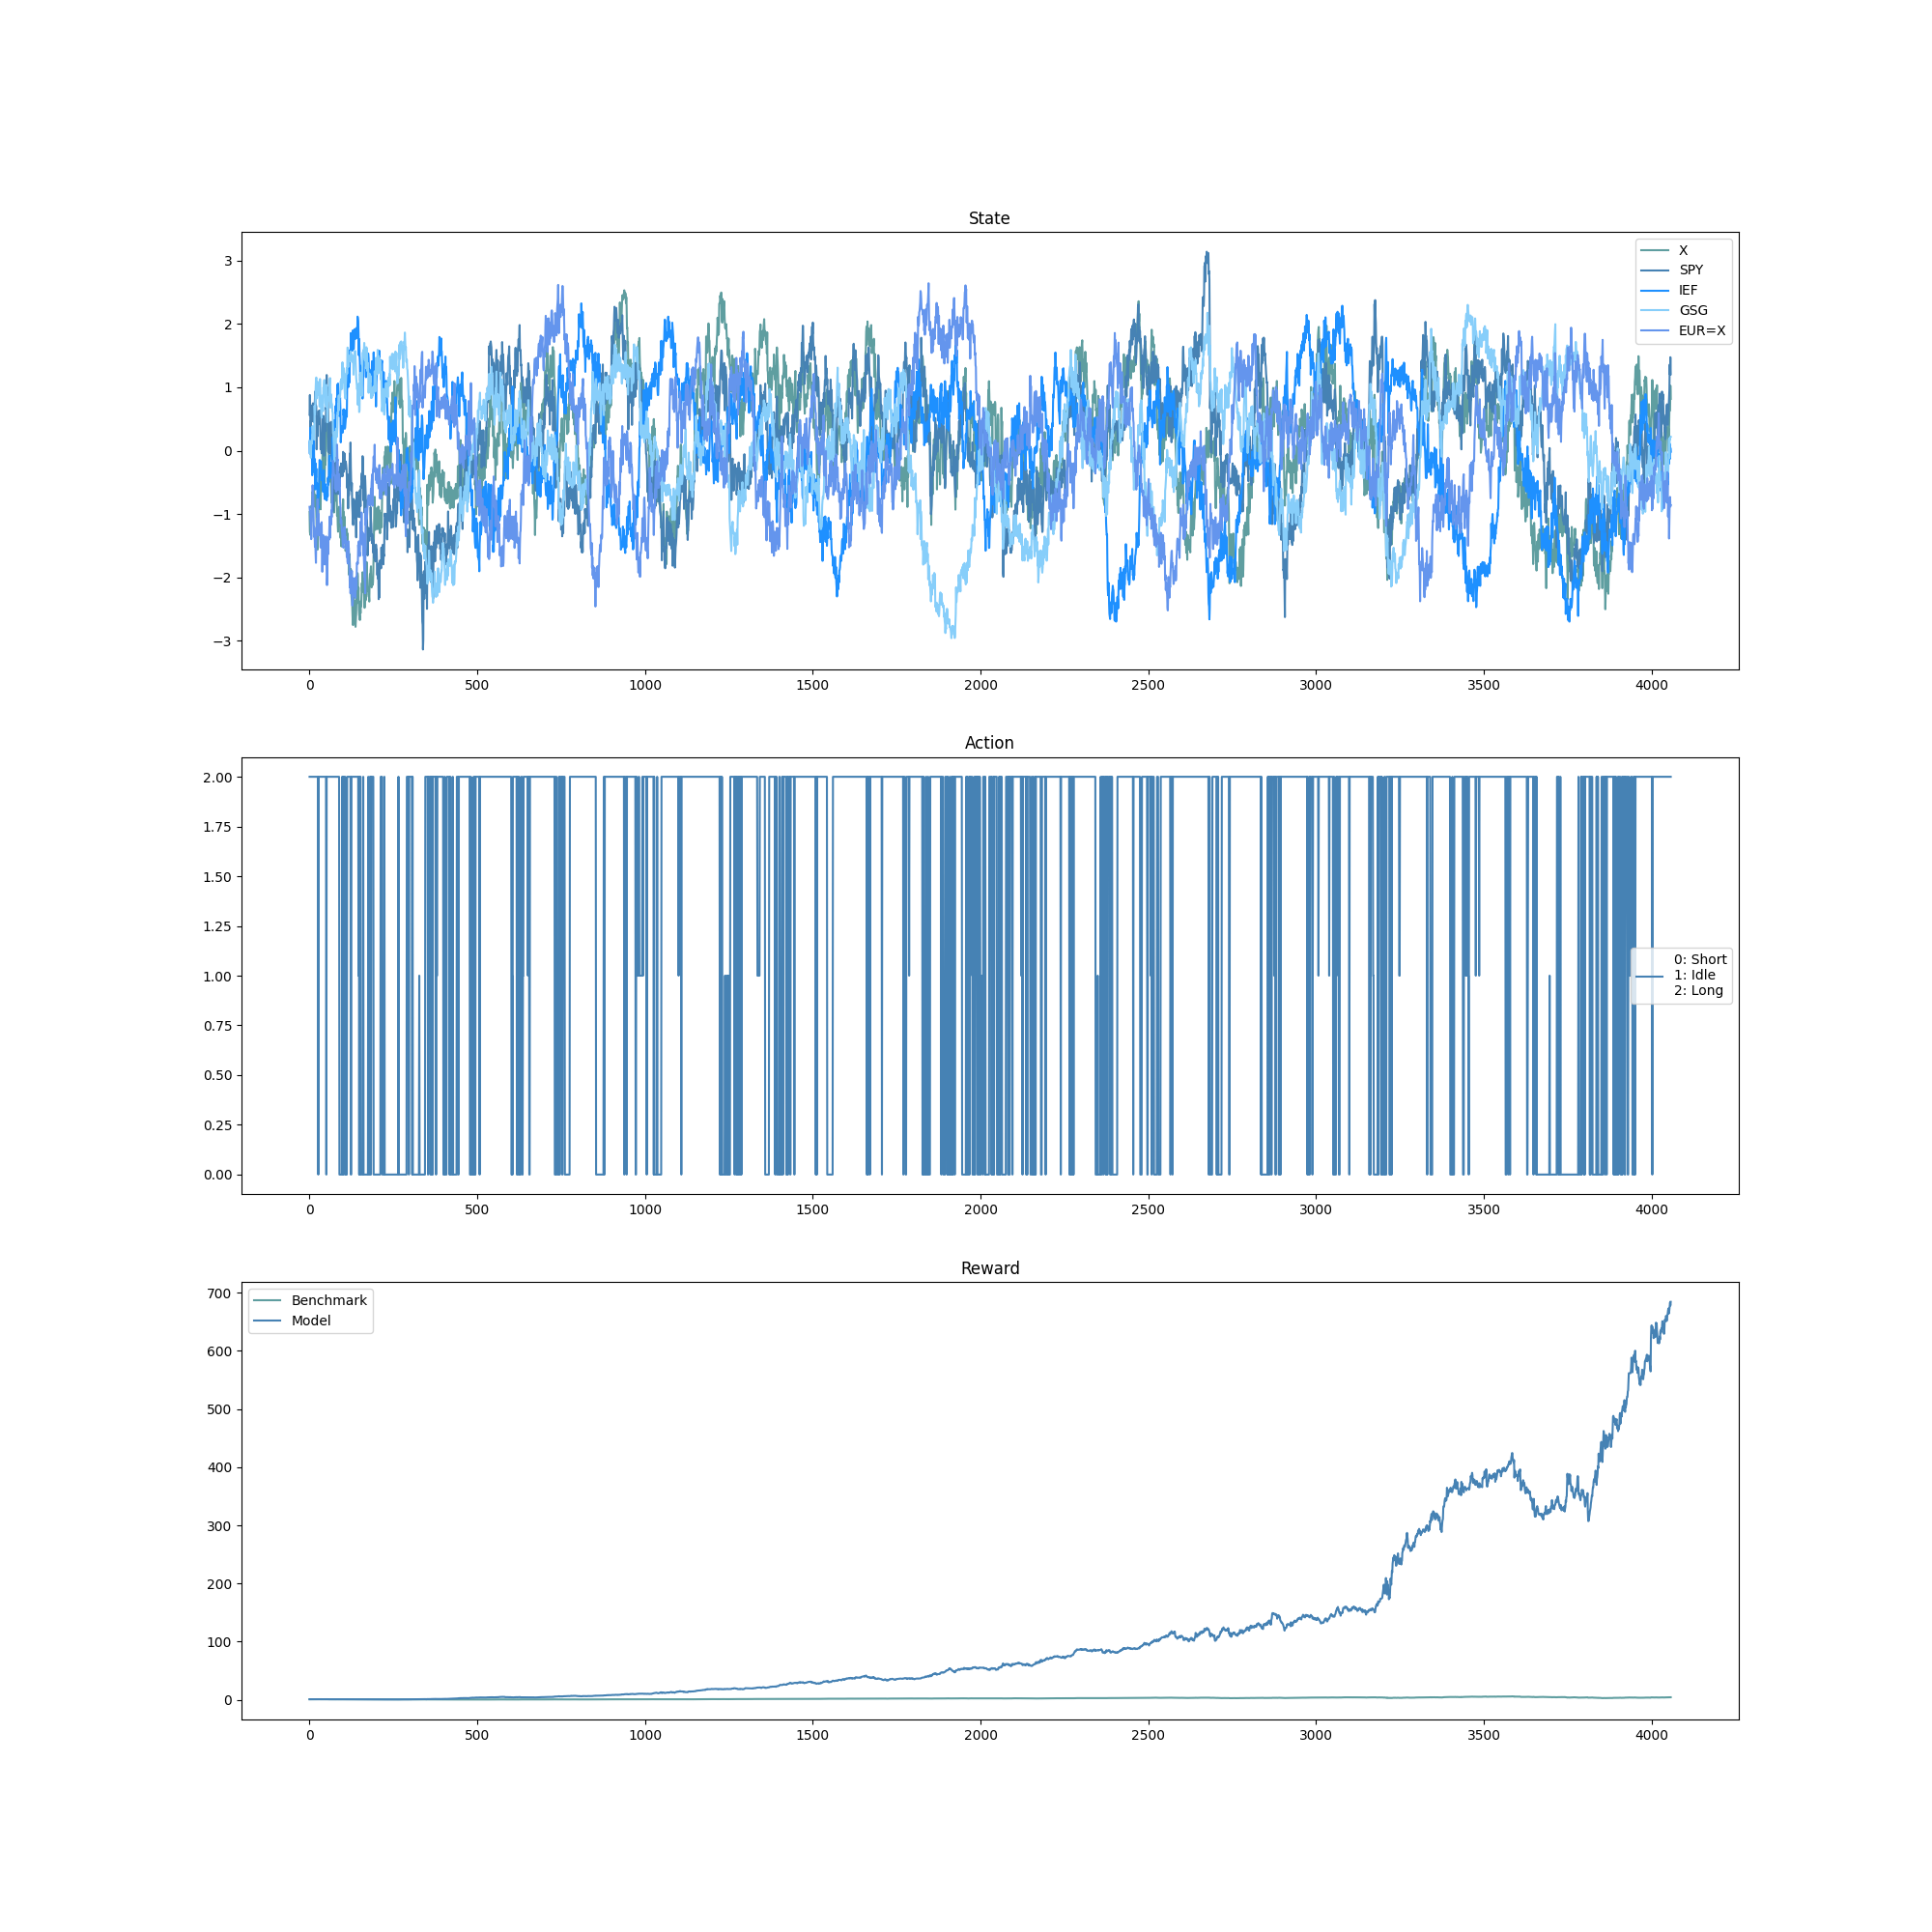 State
3
2
1
0
−1
−2
−3
X
SPY
IEF
GSG
EUR=X
0 500 1000 1500 2000 2500 3000 3500 4000
Action
2.00
1.75
1.50
1.25
1.00
0.75
0.50
0.25
0.00
0: Short
1: Idle
2: Long
0 500 1000 1500 2000 2500 3000 3500 4000
Reward
700
600
500
400
300
200
100
0
Benchmark
Model
0 500 1000 1500 2000 2500 3000 3500 4000